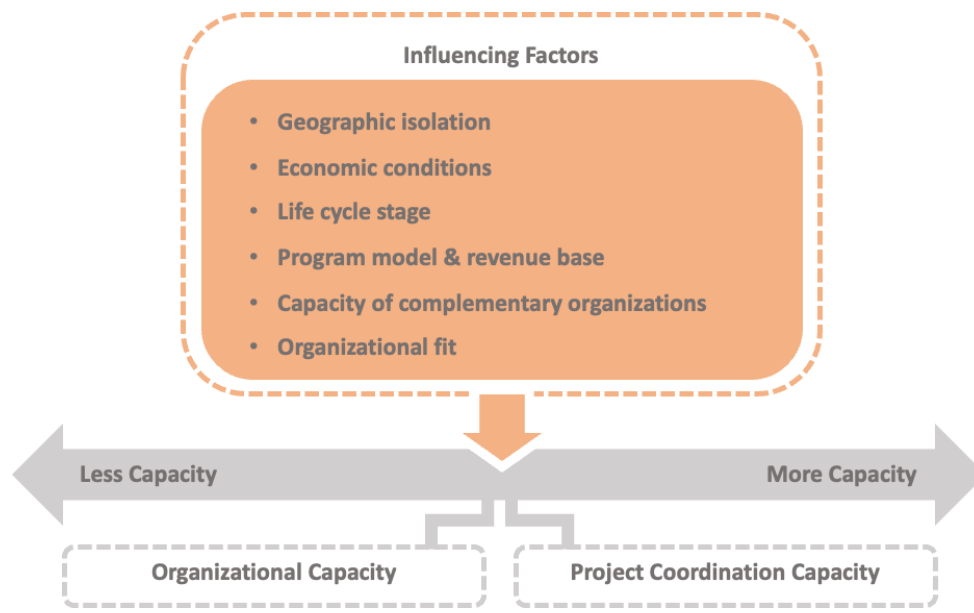 Influencing Factors
• Geographic isolation
• Economic conditions
• Life cycle stage
• Program model & revenue base
• Capacity of complementary organizations
• Organizational fit
Less Capacity
More Capacity
Organizational Capacity
Project Coordination Capacity